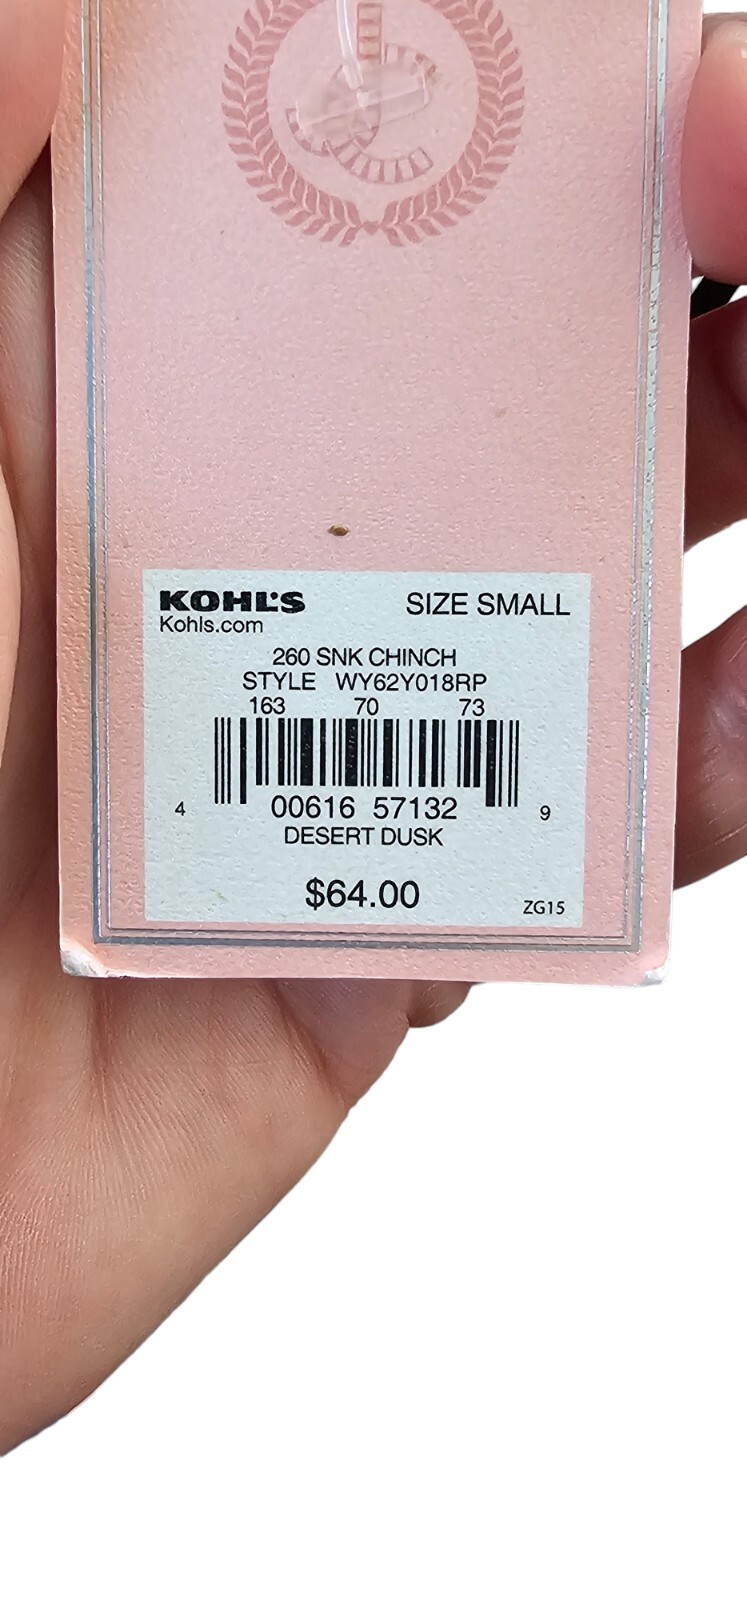 KOHL'S SIZE SMALL
Kohls.com
260 SNK CHINCH
STYLE WY62Y018RP
163 70 73
4 00616 57132 9
DESERT DUSK
$64.00
ZG15